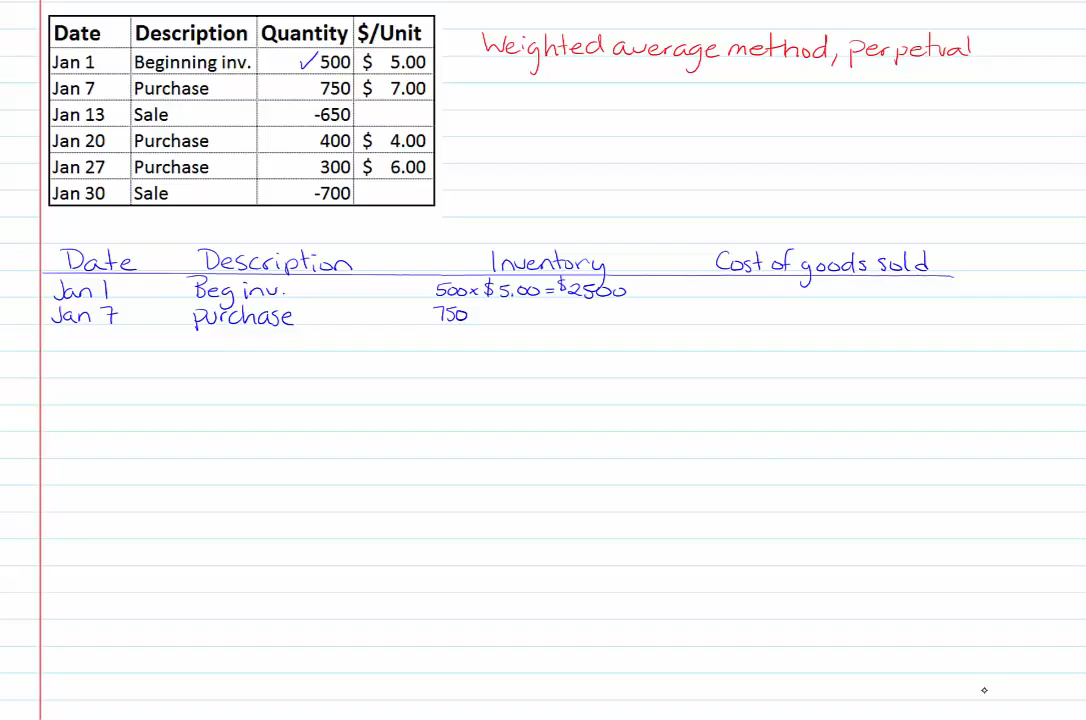 Date Description Quantity $/Unit
Jan 1 Beginning inv. ✓500 $ 5.00
Jan 7 Purchase 750 $ 7.00
Jan 13 Sale -650
Jan 20 Purchase 400 $ 4.00
Jan 27 Purchase 300 $ 6.00
Jan 30 Sale -700
Weighted average method, perpetual
Date Description Inventory Cost of goods sold
Jan 1 Beg inv. 500x $5.00 = $2500
Jan 7 purchase 750